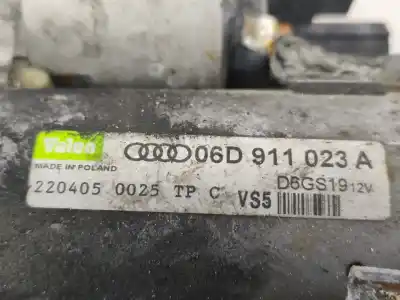 Valeo 06D 911 023 A
MADE IN POLAND
D6GS19 12V
220405 0025 TP C VS5